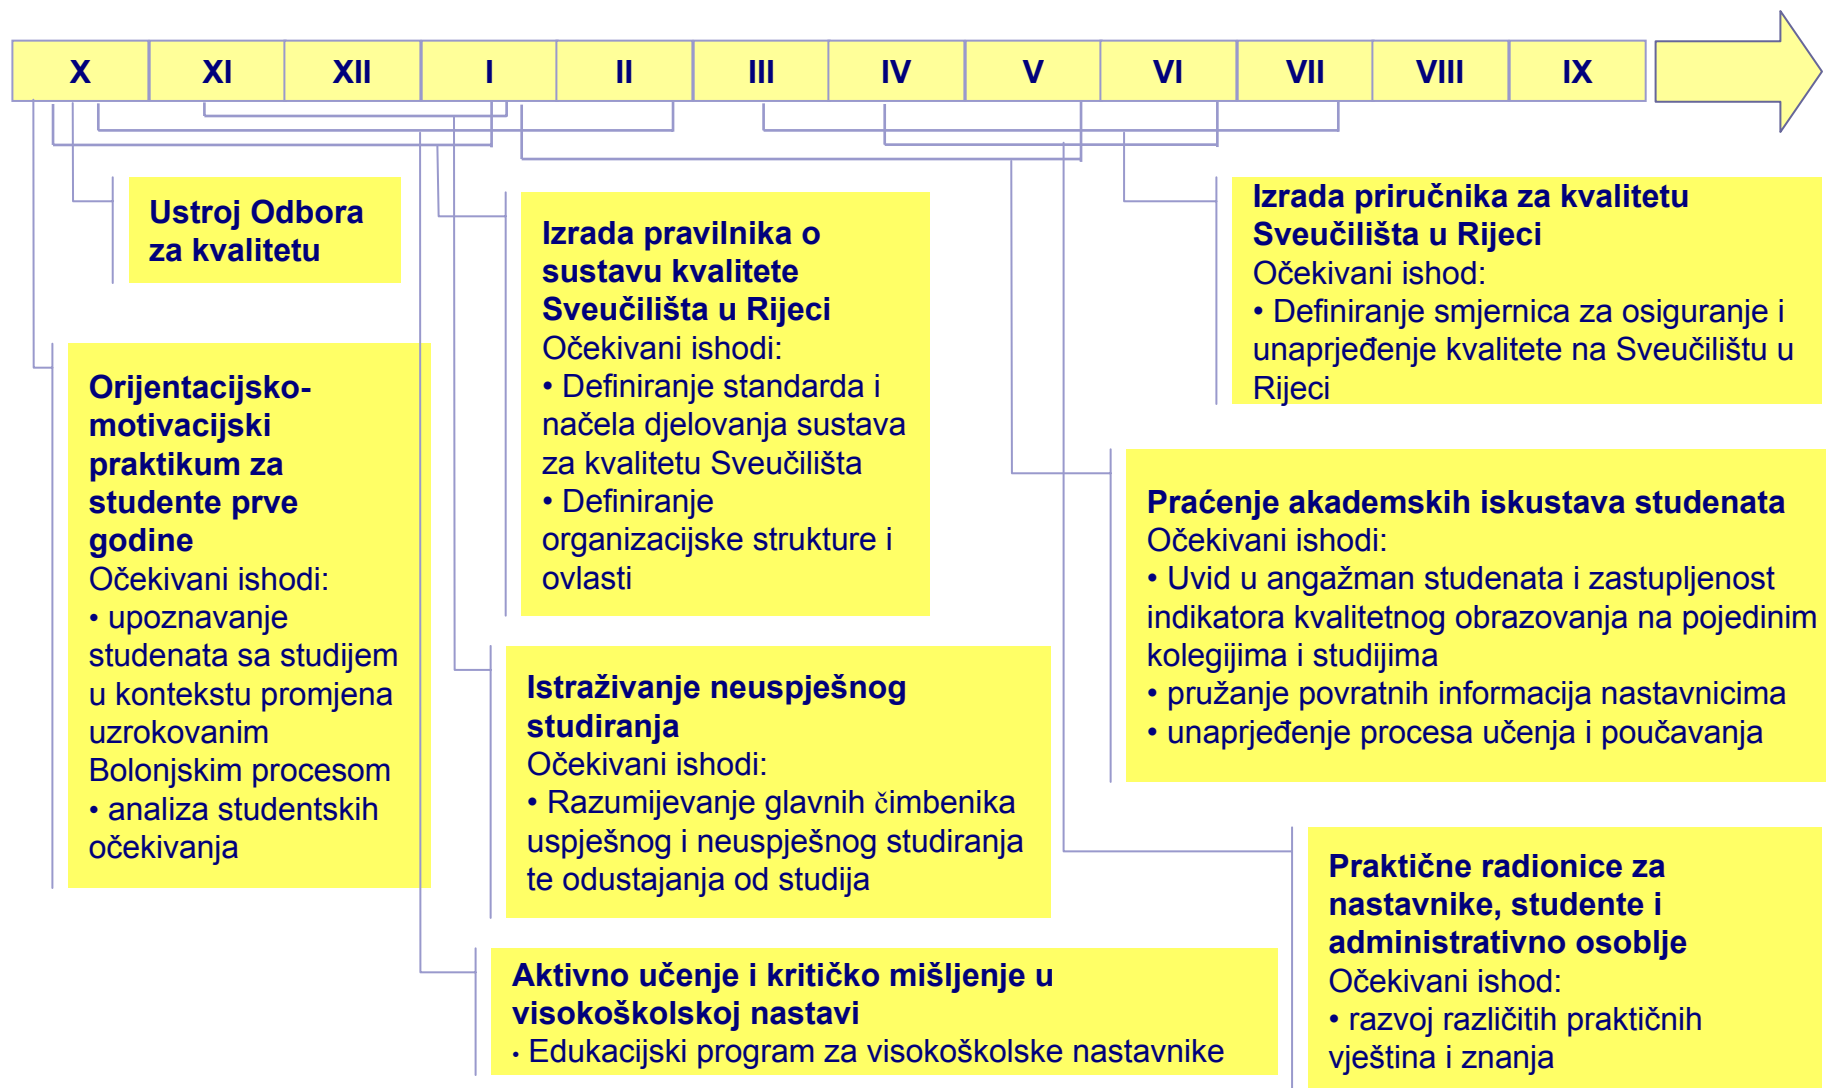 X XI XII I II III IV V VI VII VIII IX
Ustroj Odbora
za kvalitetu
Orijentacijsko-
motivacijski
praktikum za
studente prve
godine
Očekivani ishodi:
• upoznavanje
studenata sa studijem
u kontekstu promjena
uzrokovanim
Bolonjskim procesom
• analiza studentskih
očekivanja
Izrada pravilnika o
sustavu kvalitete
Sveučilišta u Rijeci
Očekivani ishodi:
• Definiranje standarda i
načela djelovanja sustava
za kvalitetu Sveučilišta
• Definiranje
organizacijske strukture i
ovlasti
Istraživanje neuspješnog
studiranja
Očekivani ishodi:
• Razumijevanje glavnih čimbenika
uspješnog i neuspješnog studiranja
te odustajanja od studija
Aktivno učenje i kritičko mišljenje u
visokoškolskoj nastavi
• Edukacijski program za visokoškolske nastavnike
Izrada priručnika za kvalitetu
Sveučilišta u Rijeci
Očekivani ishod:
• Definiranje smjernica za osiguranje i
unaprjeđenje kvalitete na Sveučilištu u
Rijeci
Praćenje akademskih iskustava studenata
Očekivani ishodi:
• Uvid u angažman studenata i zastupljenost
indikatora kvalitetnog obrazovanja na pojedinim
kolegijima i studijima
• pružanje povratnih informacija nastavnicima
• unaprjeđenje procesa učenja i poučavanja
Praktične radionice za
nastavnike, studente i
administrativno osoblje
Očekivani ishod:
• razvoj različitih praktičnih
vještina i znanja